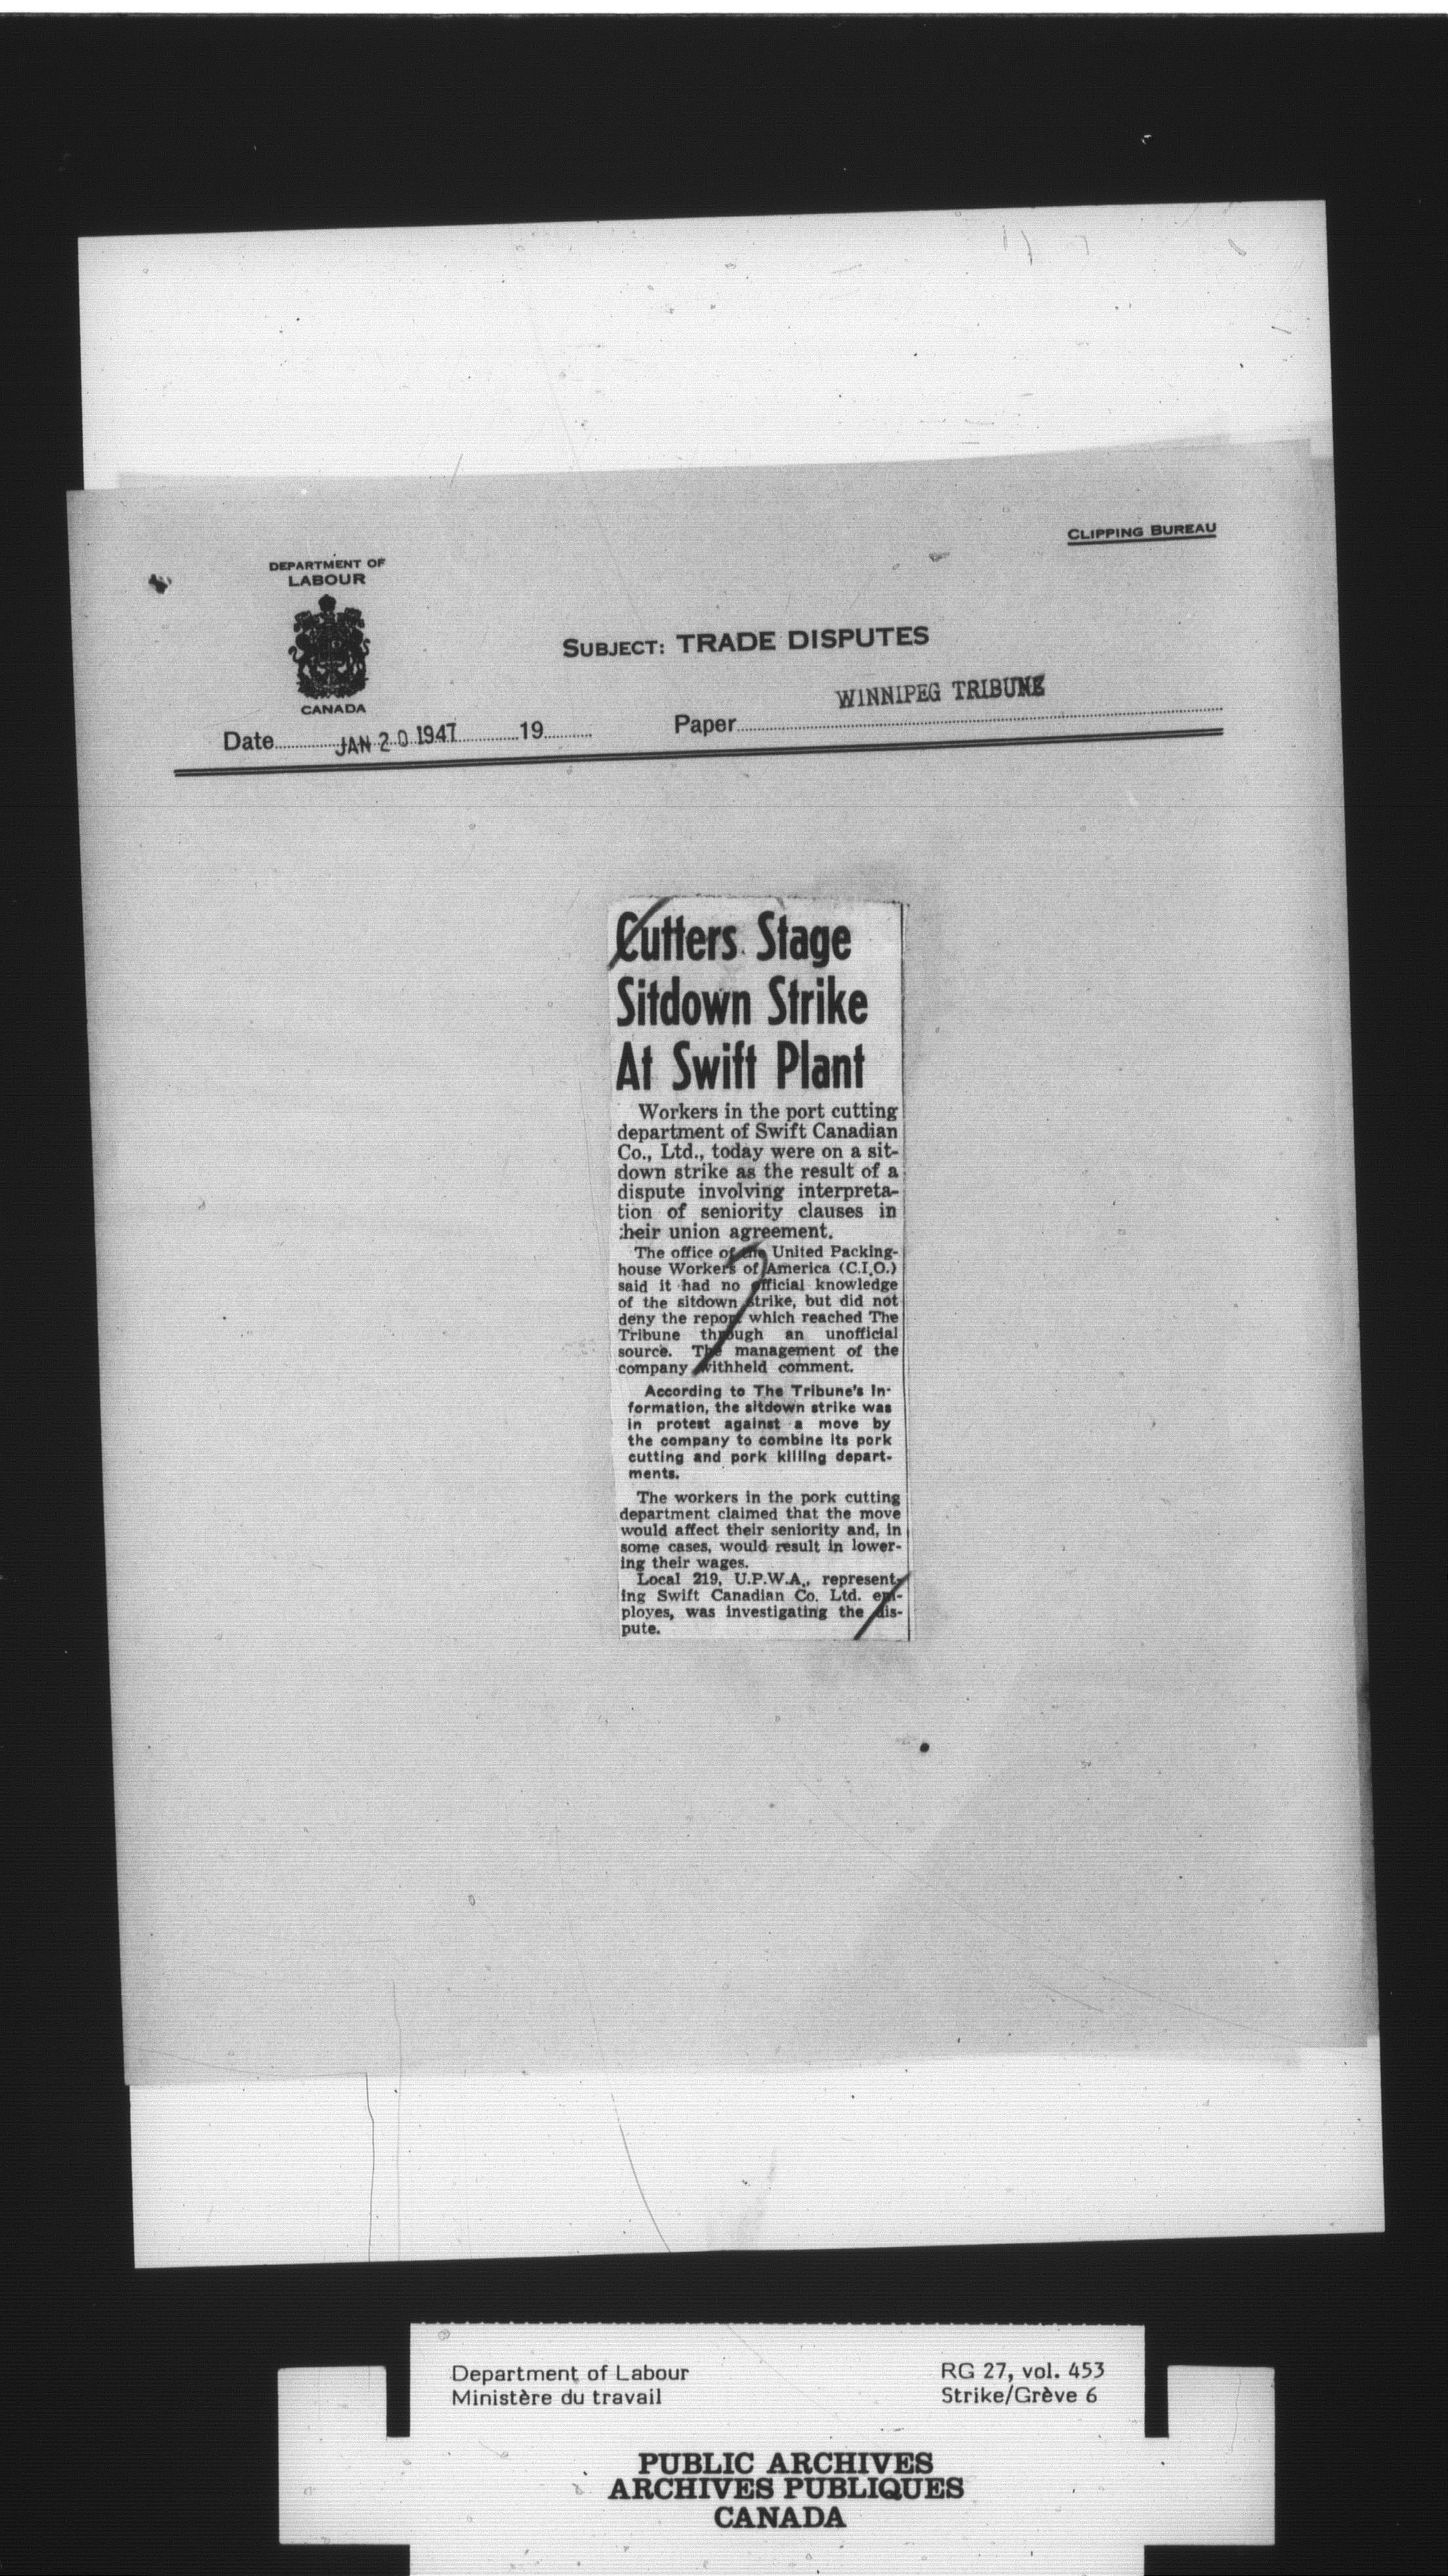 CLIPPING BUREAU
DEPARTMENT OF
LABOUR
CANADA
SUBJECT: TRADE DISPUTES
WINNIPEG TRIBUNE
Date JAN 20 1947 19 Paper
Cutters Stage
Sitdown Strike
At Swift Plant
Workers in the port cutting
department of Swift Canadian
Co., Ltd., today were on a sit-
down strike as the result of a
dispute involving interpreta-
tion of seniority clauses in
their union agreement.
The office of the United Packing-
house Workers of America (C.I.O.)
said it had no official knowledge
of the sitdown strike, but did not
deny the report which reached The
Tribune through an unofficial
source. The management of the
company withheld comment.
According to The Tribune's in-
formation, the sitdown strike was
in protest against a move by
the company to combine its pork
cutting and pork killing depart-
ments.
The workers in the pork cutting
department claimed that the move
would affect their seniority and, in
some cases, would result in lower-
ing their wages.
Local 219, U.P.W.A., represent-
ing Swift Canadian Co. Ltd. em-
ployes, was investigating the dis-
pute.
Department of Labour
Ministère du travail
RG 27, vol. 453
Strike/Grève 6
PUBLIC ARCHIVES
ARCHIVES PUBLIQUES
CANADA